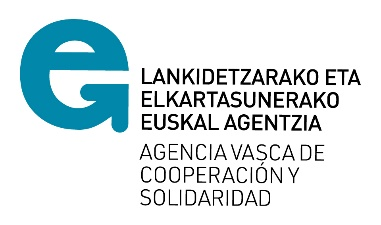 LANKIDETZARAKO ETA
ELKARTASUNERAKO
EUSKAL AGENTZIA
AGENCIA VASCA DE
COOPERACIÓN Y
SOLIDARIDAD